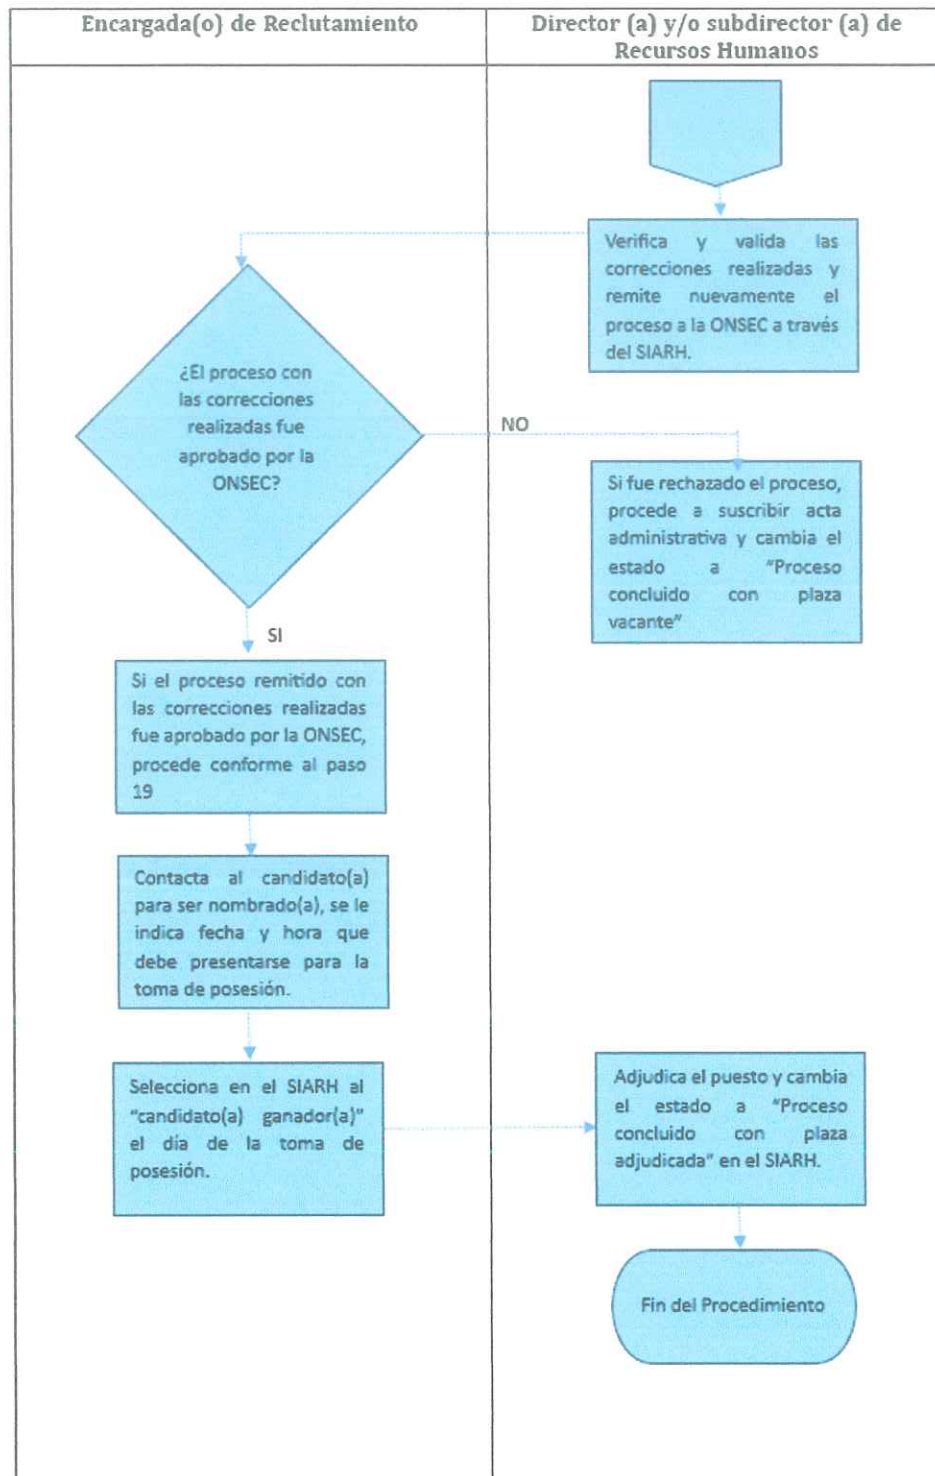 Encargada(o) de Reclutamiento
Director (a) y/o subdirector (a) de
Recursos Humanos
Verifica y valida las
correcciones realizadas y
remite nuevamente el
proceso a la ONSEC a través
del SIARH.
¿El proceso con
las correcciones
realizadas fue
aprobado por la
ONSEC?
NO
Si fue rechazado el proceso,
procede a suscribir acta
administrativa y cambia el
estado a "Proceso
concluido con plaza
vacante"
SI
Si el proceso remitido con
las correcciones realizadas
fue aprobado por la ONSEC,
procede conforme al paso
19
Contacta al candidato(a)
para ser nombrado(a), se le
indica fecha y hora que
debe presentarse para la
toma de posesión.
Selecciona en el SIARH al
"candidato(a) ganador(a)"
el día de la toma de
posesión.
Adjudica el puesto y cambia
el estado a "Proceso
concluido con plaza
adjudicada" en el SIARH.
Fin del Procedimiento